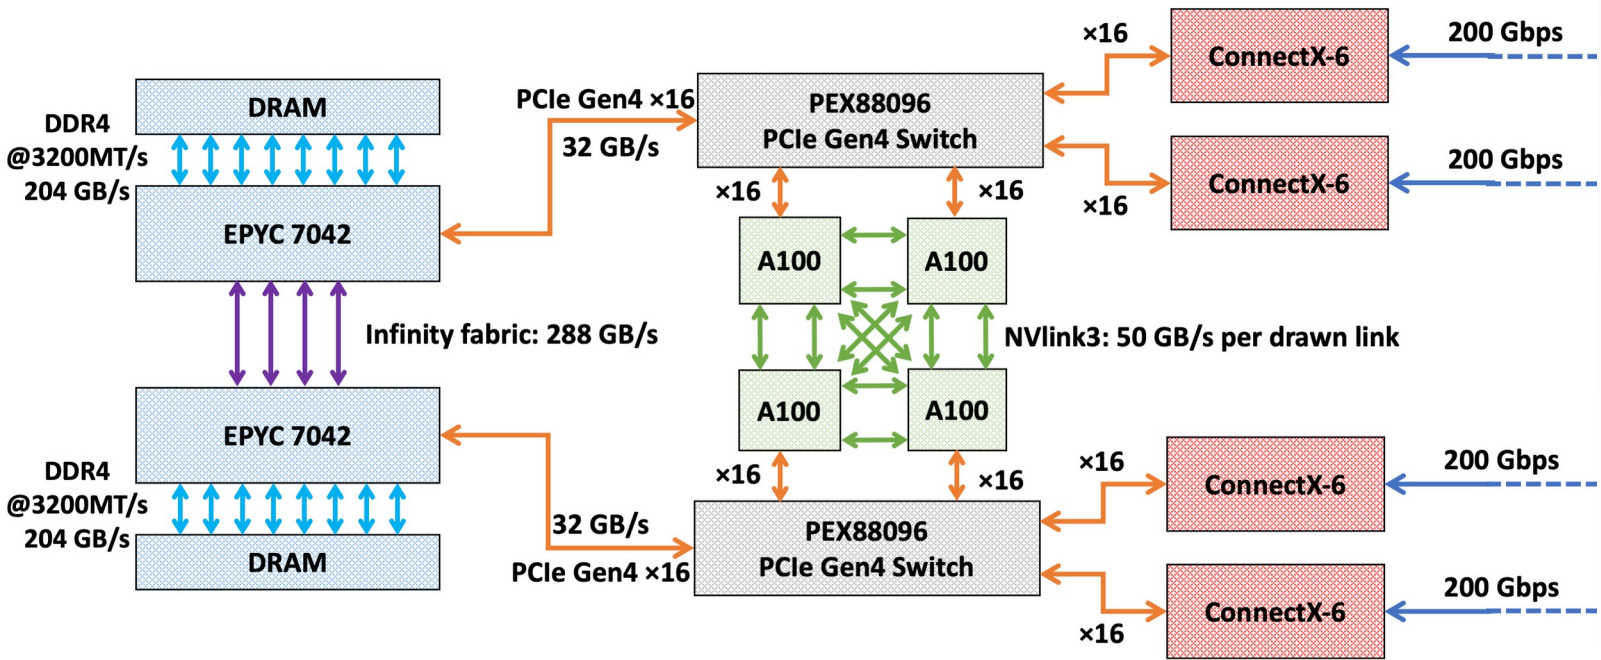 DRAM
DDR4
@3200MT/s
204 GB/s
EPYC 7042
PCIe Gen4 ×16
32 GB/s
PEX88096
PCIe Gen4 Switch
×16
ConnectX-6
200 Gbps
×16
ConnectX-6
200 Gbps
×16
×16
A100
A100
Infinity fabric: 288 GB/s
NVlink3: 50 GB/s per drawn link
A100
A100
×16
×16
EPYC 7042
DDR4
@3200MT/s
204 GB/s
DRAM
32 GB/s
PCIe Gen4 ×16
PEX88096
PCIe Gen4 Switch
×16
ConnectX-6
200 Gbps
×16
ConnectX-6
200 Gbps